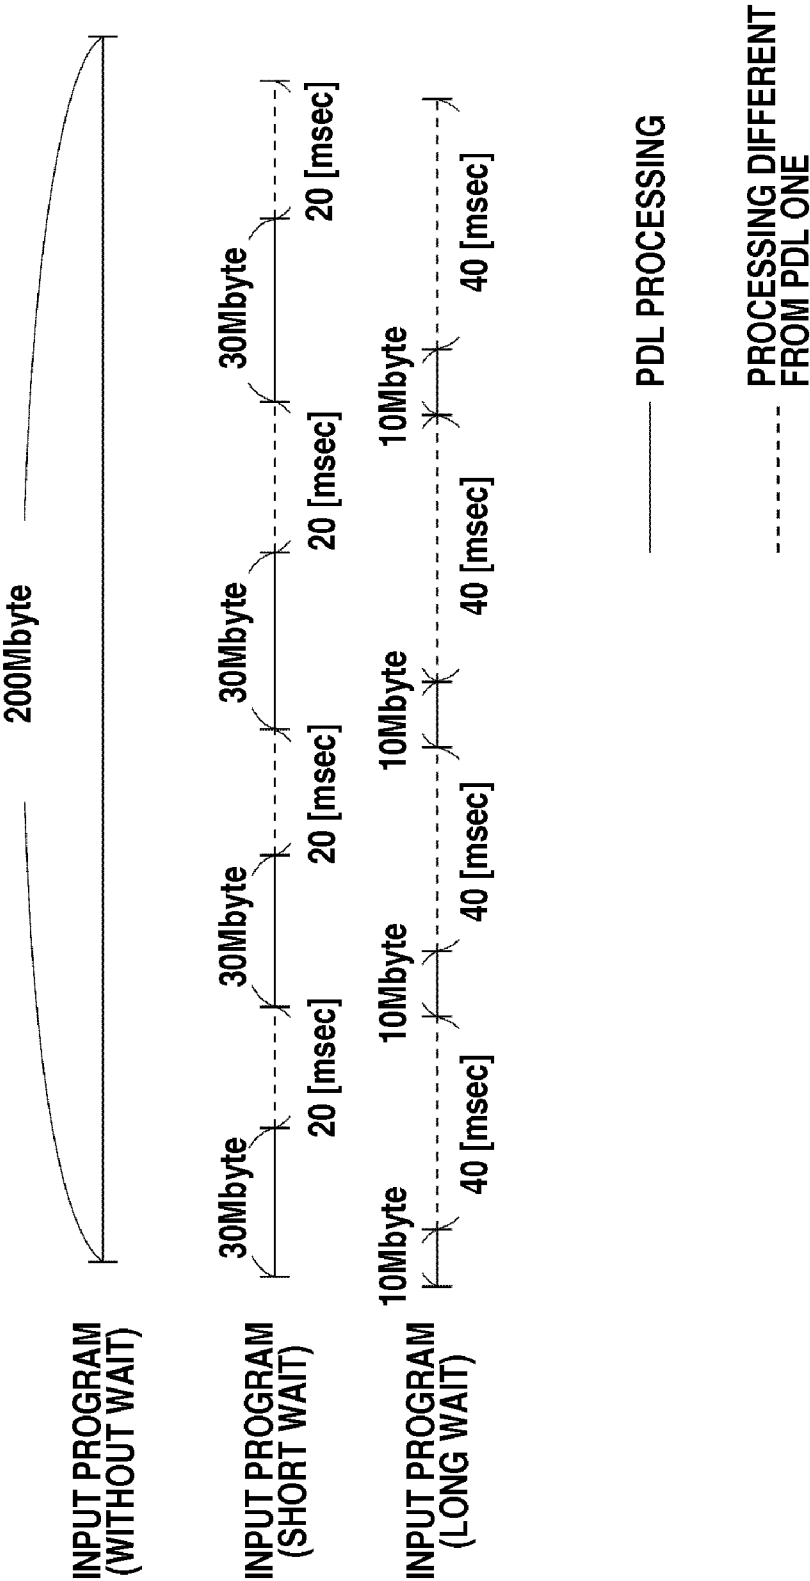 200Mbyte
INPUT PROGRAM
(WITHOUT WAIT)
30Mbyte
30Mbyte
30Mbyte
30Mbyte
INPUT PROGRAM
(SHORT WAIT)
20 [msec]
20 [msec]
20 [msec]
20 [msec]
10Mbyte
10Mbyte
10Mbyte
10Mbyte
INPUT PROGRAM
(LONG WAIT)
40 [msec]
40 [msec]
40 [msec]
40 [msec]
PDL PROCESSING
PROCESSING DIFFERENT
FROM PDL ONE